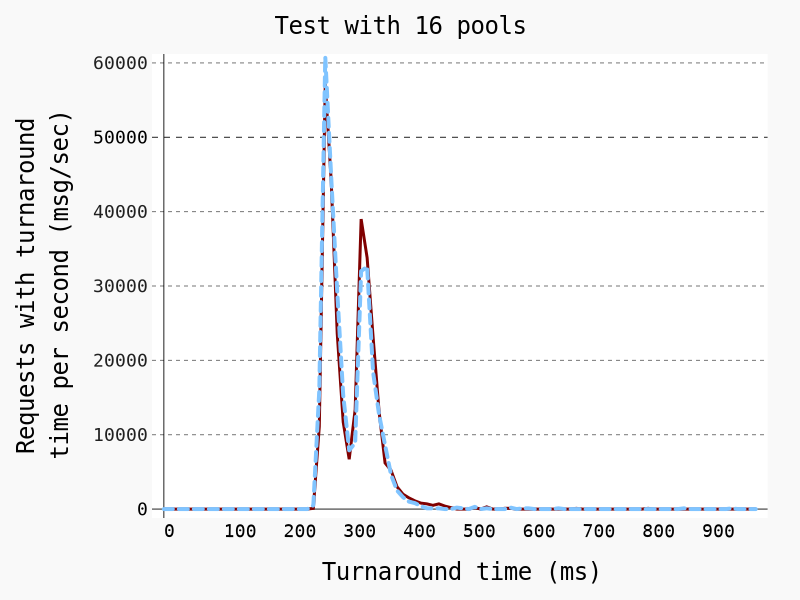 Test with 16 pools
Requests with turnaround
time per second (msg/sec)
60000
50000
40000
30000
20000
10000
0
0 100 200 300 400 500 600 700 800 900
Turnaround time (ms)